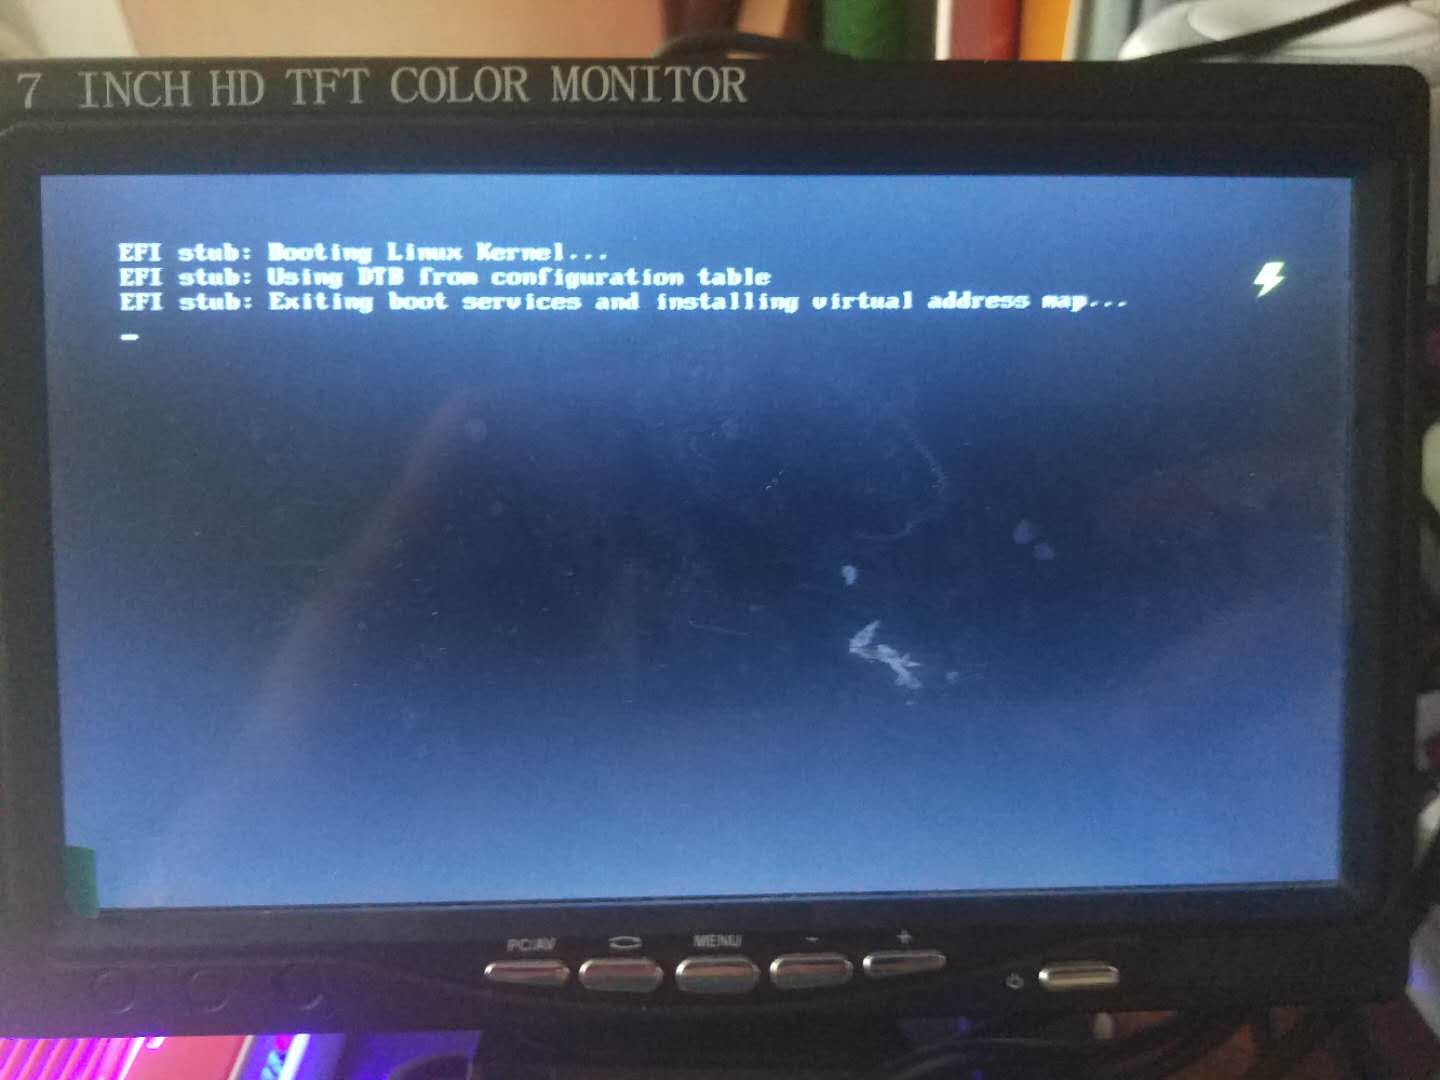 7 INCH HD TFT COLOR MONITOR
EFI stub: Booting Linux Kernel...
EFI stub: Using DTB from configuration table
EFI stub: Exiting boot services and installing virtual address map...
PC/AV MENU - +